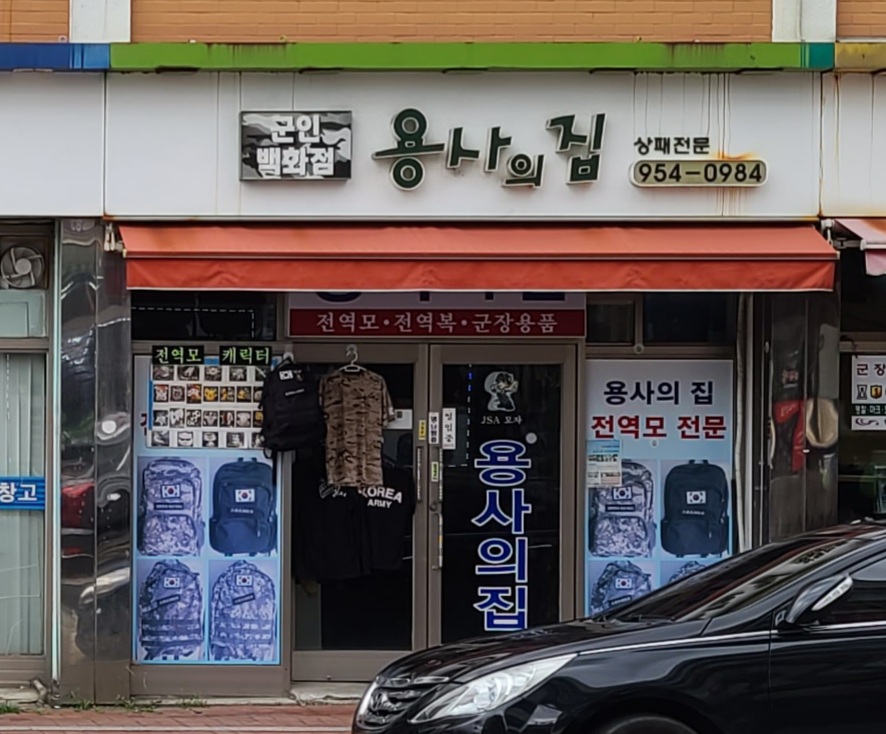 군인
백화점
용사의집
상패전문
954-0984
전역모·전역복·군장용품
전역모 캐릭터
용사의 집
전역모 전문
JSA 모자
용사의집
KOREA
ARMY
창고
군장